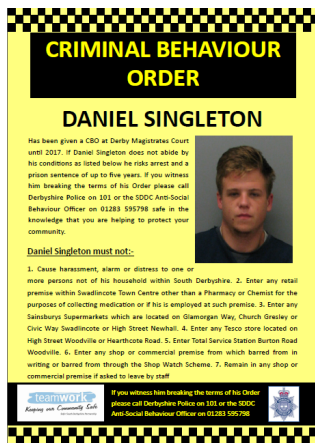 CRIMINAL BEHAVIOUR
ORDER
DANIEL SINGLETON
Has been given a CBO at Derby Magistrates Court
until 2017. If Daniel Singleton does not abide by
his conditions as listed below he risks arrest and a
prison sentence of up to five years. If you witness
him breaking the terms of his Order please call
Derbyshire Police on 101 or the SDDC Anti-Social
Behaviour Officer on 01283 595798 safe in the
knowledge that you are helping to protect your
community.
Daniel Singleton must not:-
1. Cause harassment, alarm or distress to one or
more persons not of his household within South Derbyshire. 2. Enter any retail
premise within Swadlincote Town Centre other than a Pharmacy or Chemist for the
purposes of collecting medication or if his is employed at such premise. 3. Enter any
Sainsburys Supermarkets which are located on Glamorgan Way, Church Gresley or
Civic Way Swadlincote or High Street Newhall. 4. Enter any Tesco store located on
High Street Woodville or Hearthcote Road. 5. Enter Total Service Station Burton Road
Woodville. 6. Enter any shop or commercial premise from which barred from in
writing or barred from through the Shop Watch Scheme. 7. Remain in any shop or
commercial premise if asked to leave by staff
teamwork
Keeping our Community Safe
If you witness him breaking the terms of his Order
please call Derbyshire Police on 101 or the SDDC
Anti-Social Behaviour Officer on 01283 595798